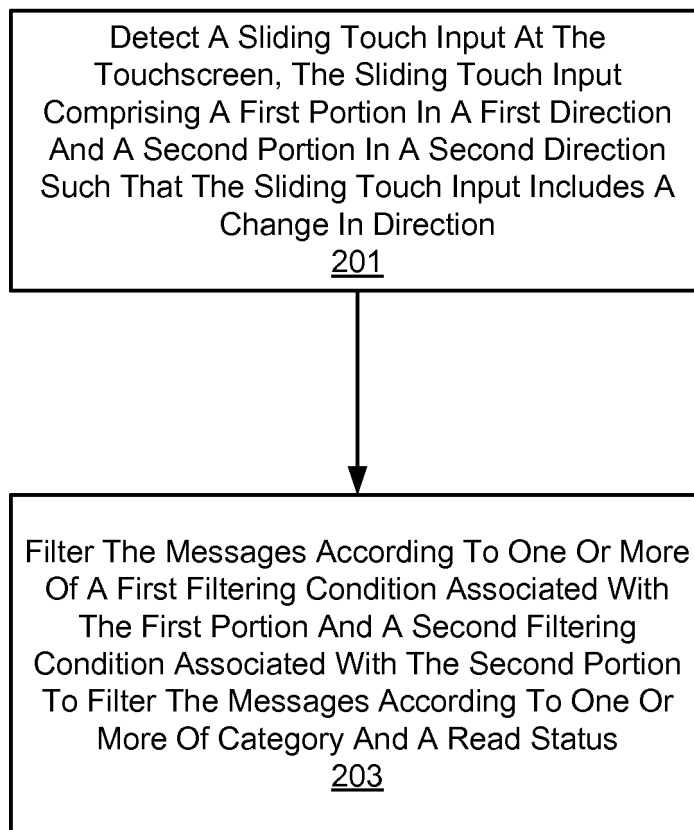 Detect A Sliding Touch Input At The
Touchscreen, The Sliding Touch Input
Comprising A First Portion In A First Direction
And A Second Portion In A Second Direction
Such That The Sliding Touch Input Includes A
Change In Direction
201
Filter The Messages According To One Or More
Of A First Filtering Condition Associated With
The First Portion And A Second Filtering
Condition Associated With The Second Portion
To Filter The Messages According To One Or
More Of Category And A Read Status
203